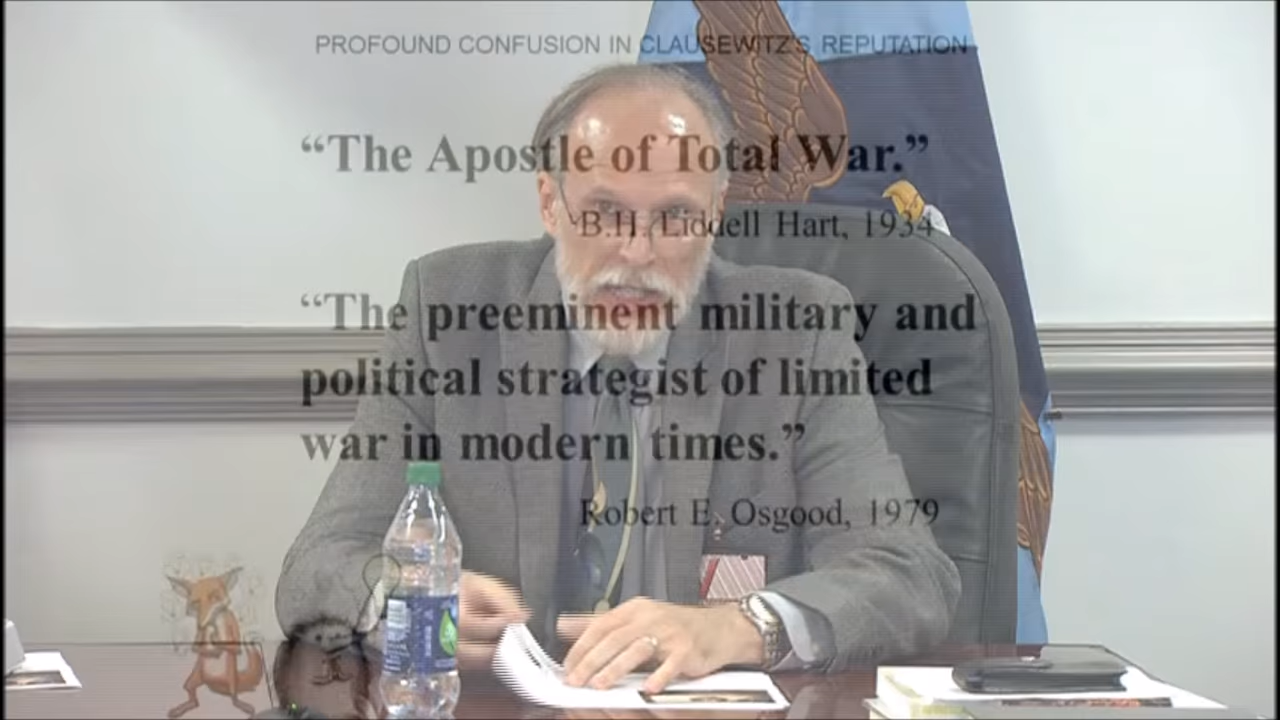 PROFOUND CONFUSION IN CLAUSEWITZ'S REPUTATION
“The Apostle of Total War.”
B.H. Liddell Hart, 1934
“The preeminent military and
political strategist of limited
war in modern times.”
Robert E. Osgood, 1979